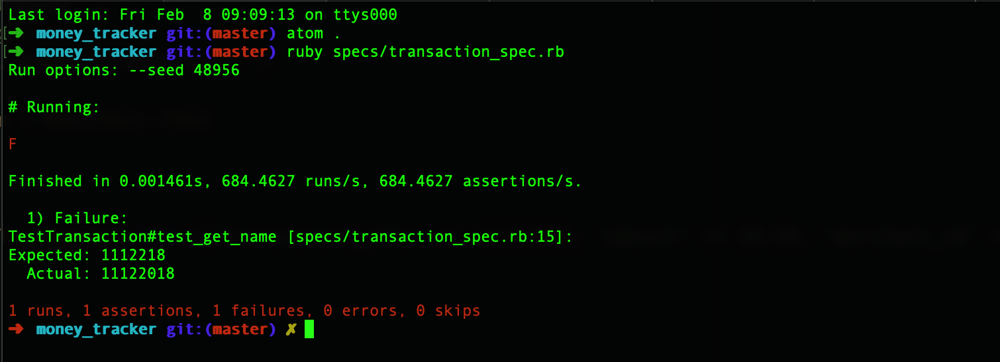 Last login: Fri Feb  8 09:09:13 on ttys000
[➜  money_tracker git:(master) atom .
[➜  money_tracker git:(master) ruby specs/transaction_spec.rb
Run options: --seed 48956
# Running:
F
Finished in 0.001461s, 684.4627 runs/s, 684.4627 assertions/s.
  1) Failure:
TestTransaction#test_get_name [specs/transaction_spec.rb:15]:
Expected: 1112218
  Actual: 11122018
1 runs, 1 assertions, 1 failures, 0 errors, 0 skips
➜  money_tracker git:(master) ✗